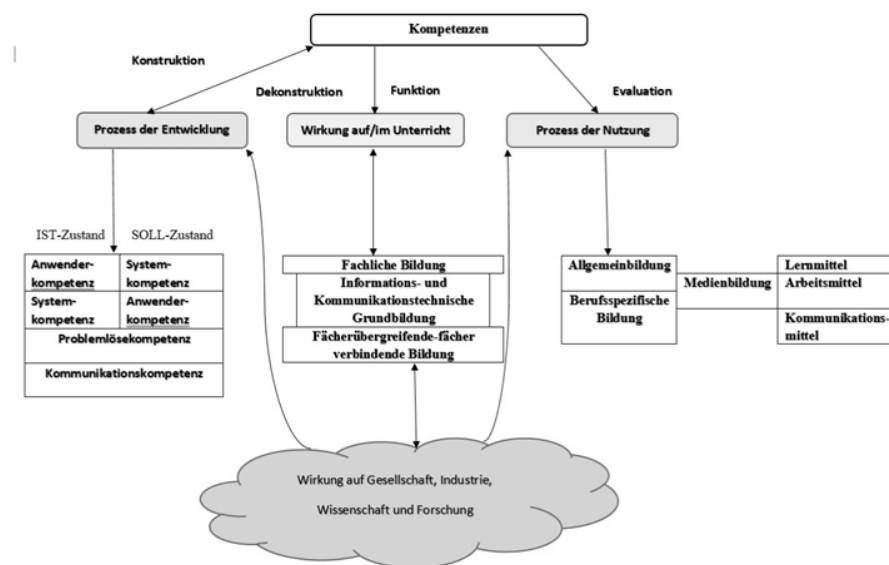 Kompetenzen
Konstruktion
Dekonstruktion
Funktion
Evaluation
Prozess der Entwicklung
Wirkung auf/im Unterricht
Prozess der Nutzung
IST-Zustand
SOLL-Zustand
Anwender-
kompetenz
System-
kompetenz
System-
kompetenz
Anwender-
kompetenz
Problemlösekompetenz
Kommunikationskompetenz
Fachliche Bildung
Informations- und
Kommunikationstechnische
Grundbildung
Fächerübergreifende-fächer
verbindende Bildung
Allgemeinbildung
Berufsspezifische
Bildung
Medienbildung
Lernmittel
Arbeitsmittel
Kommunikations-
mittel
Wirkung auf Gesellschaft, Industrie,
Wissenschaft und Forschung